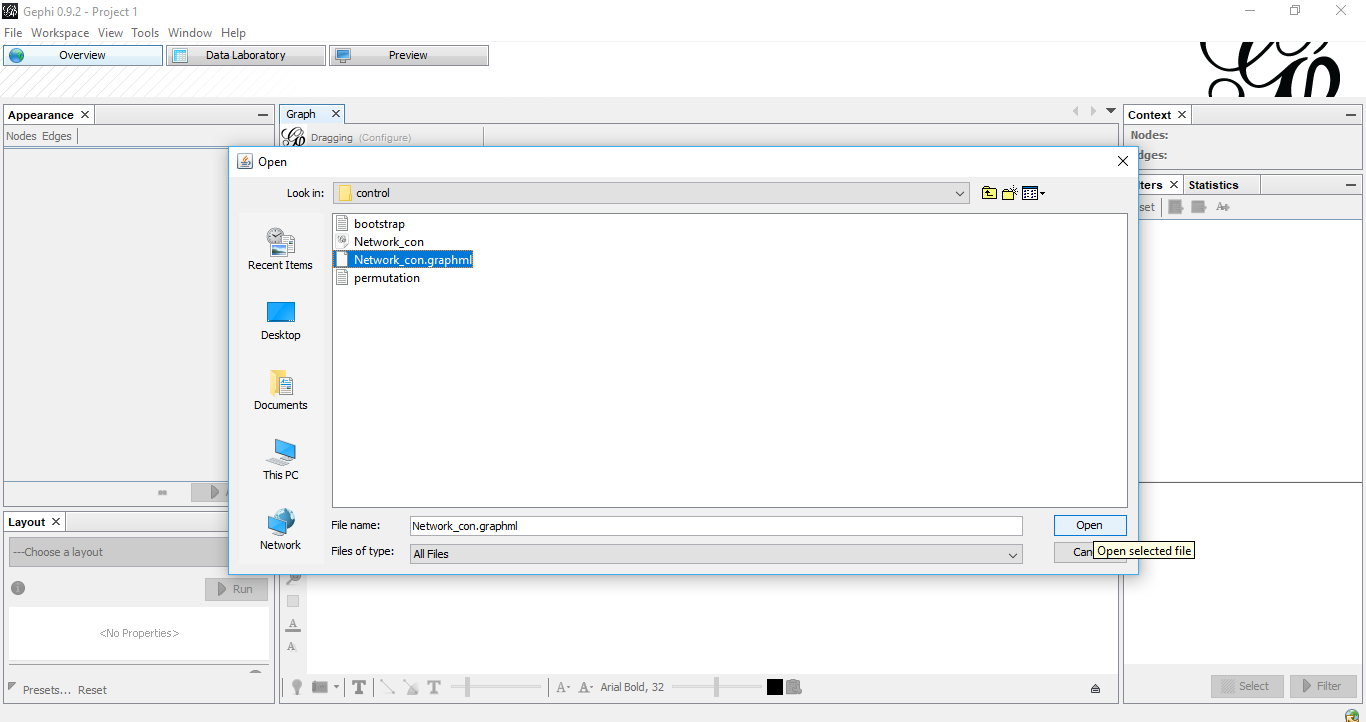 Gephi 0.9.2 - Project 1
File Workspace View Tools Window Help
Overview Data Laboratory Preview
Appearance
Nodes Edges
Graph
Dragging (Configure)
Context
Nodes:
dges:
ters Statistics
set
Open
Look in: control
bootstrap
Network_con
Network_con.graphml
permutation
Recent Items
Desktop
Documents
This PC
Network
File name: Network_con.graphml Open
Files of type: All Files Can
Open selected file
Layout
---Choose a layout
Run
<No Properties>
Presets... Reset
T T A- A- Arial Bold, 32
Select Filter